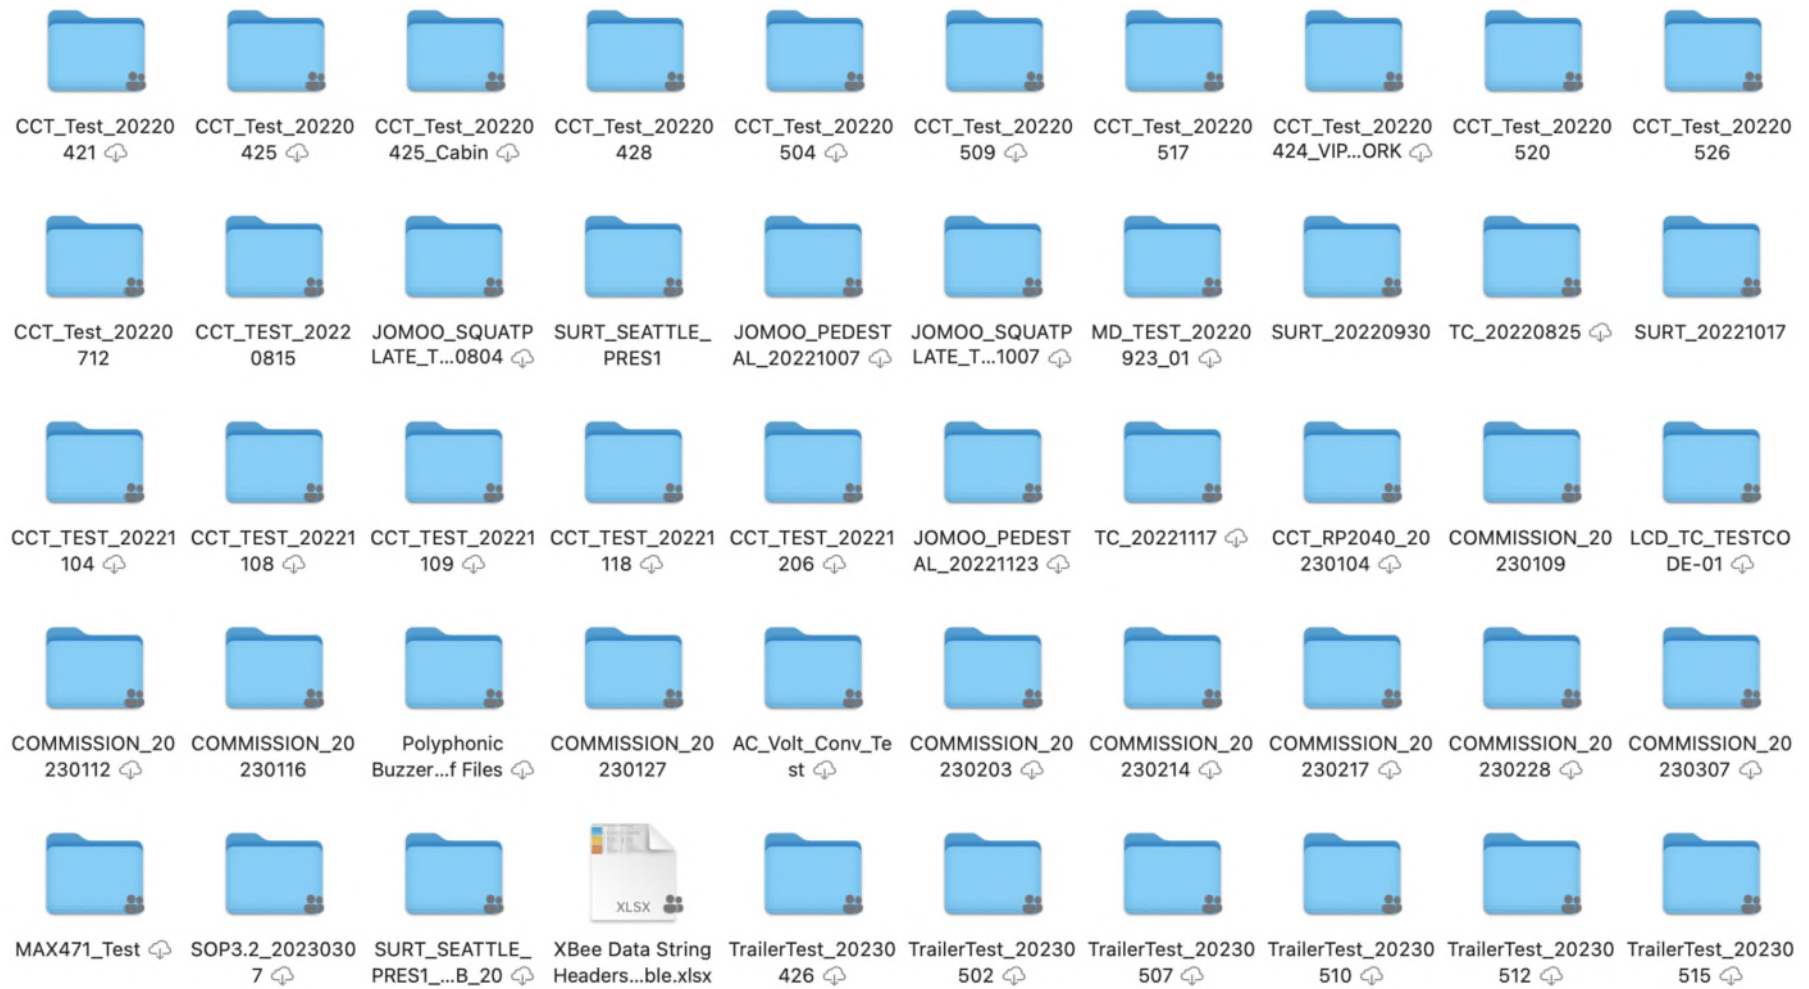 CCT_Test_20220 CCT_Test_20220 CCT_Test_20220 CCT_Test_20220 CCT_Test_20220 CCT_Test_20220 CCT_Test_20220 CCT_Test_20220 CCT_Test_20220 CCT_Test_20220
421 425 425_Cabin 428 504 509 517 424_VIP...ORK 520 526
CCT_Test_20220 CCT_TEST_2022 JOMOO_SQUATP SURT_SEATTLE_ JOMOO_PEDEST JOMOO_SQUATP MD_TEST_20220 SURT_20220930 TC_20220825 SURT_20221017
712 0815 LATE_T...0804 PRES1 AL_20221007 LATE_T...1007 923_01
CCT_TEST_20221 CCT_TEST_20221 CCT_TEST_20221 CCT_TEST_20221 CCT_TEST_20221 JOMOO_PEDEST TC_20221117 CCT_RP2040_20 COMMISSION_20 LCD_TC_TESTCO
104 108 109 118 206 AL_20221123 230104 230109 DE-01
COMMISSION_20 COMMISSION_20 Polyphonic COMMISSION_20 AC_Volt_Conv_Te COMMISSION_20 COMMISSION_20 COMMISSION_20 COMMISSION_20 COMMISSION_20
230112 230116 Buzzer...f Files 230127 st 230203 230214 230217 230228 230307
XLSX
MAX471_Test SOP3.2_2023030 SURT_SEATTLE_ XBee Data String TrailerTest_20230 TrailerTest_20230 TrailerTest_20230 TrailerTest_20230 TrailerTest_20230 TrailerTest_20230
7 PRES1_...B_20 Headers...ble.xlsx 426 502 507 510 512 515